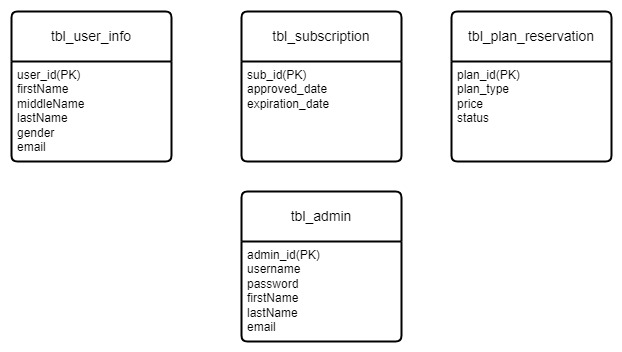 tbl_user_info
user_id(PK)
firstName
middleName
lastName
gender
email
tbl_subscription
sub_id(PK)
approved_date
expiration_date
tbl_plan_reservation
plan_id(PK)
plan_type
price
status
tbl_admin
admin_id(PK)
username
password
firstName
lastName
email